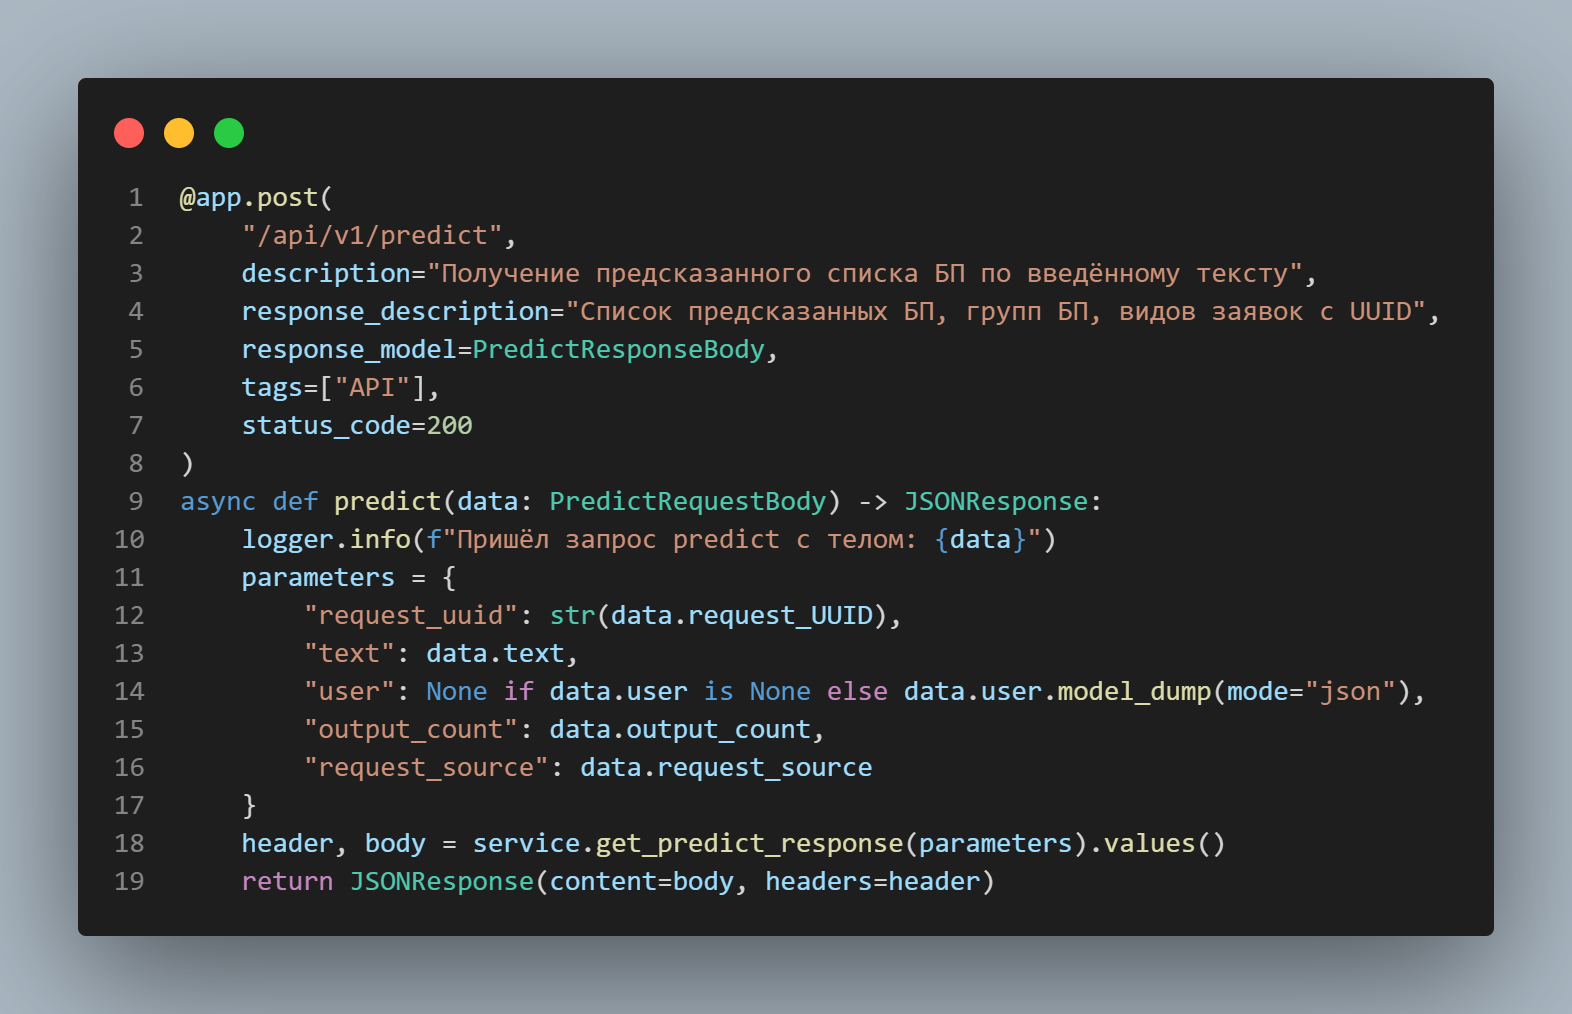 1 @app.post(
2     "/api/v1/predict",
3     description="Получение предсказанного списка БП по введённому тексту",
4     response_description="Список предсказанных БП, групп БП, видов заявок с UUID",
5     response_model=PredictResponseBody,
6     tags=["API"],
7     status_code=200
8 )
9 async def predict(data: PredictRequestBody) -> JSONResponse:
10     logger.info(f"Пришёл запрос predict с телом: {data}")
11     parameters = {
12         "request_uuid": str(data.request_UUID),
13         "text": data.text,
14         "user": None if data.user is None else data.user.model_dump(mode="json"),
15         "output_count": data.output_count,
16         "request_source": data.request_source
17     }
18     header, body = service.get_predict_response(parameters).values()
19     return JSONResponse(content=body, headers=header)